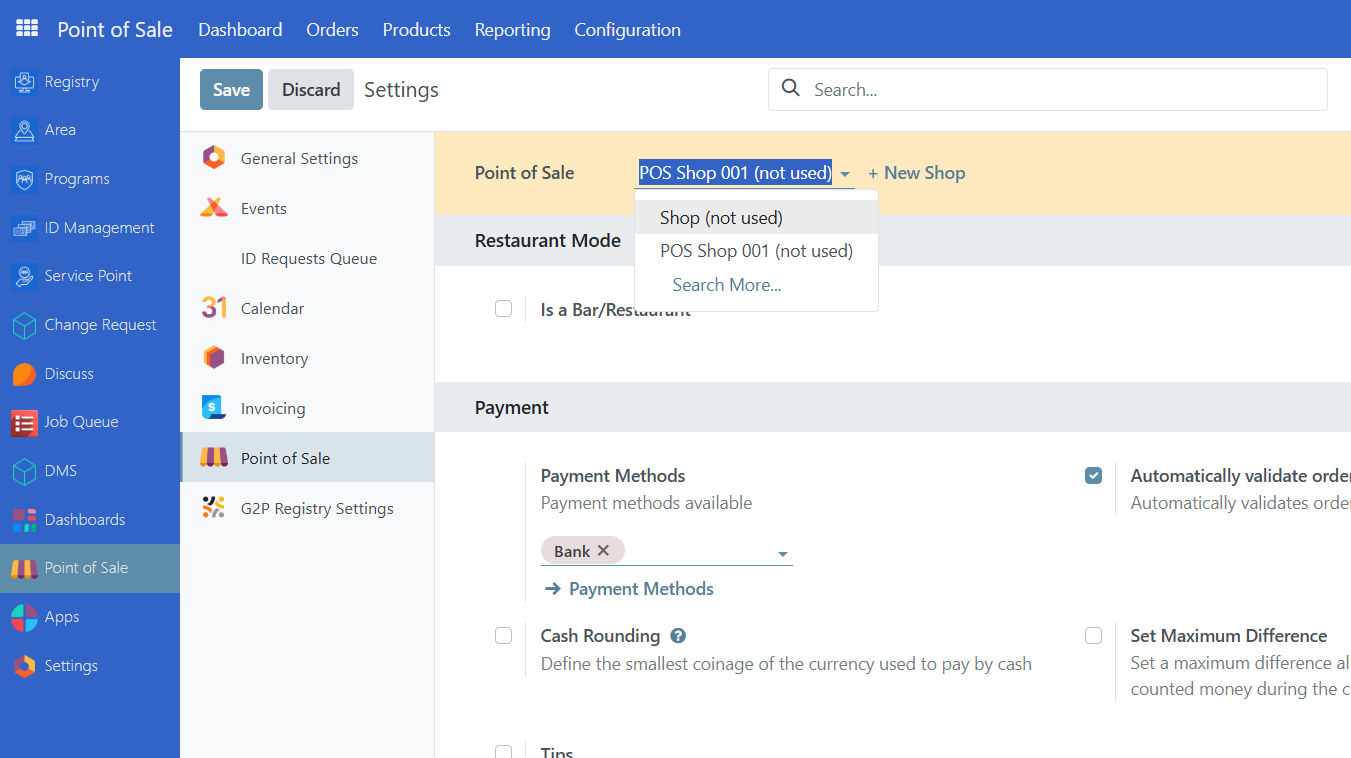 Point of Sale Dashboard Orders Products Reporting Configuration
Registry
Area
Programs
ID Management
Service Point
Change Request
Discuss
Job Queue
DMS
Dashboards
Point of Sale
Apps
Settings
Save Discard Settings
Search...
General Settings
Events
ID Requests Queue
31 Calendar
Inventory
$ Invoicing
Point of Sale
G2P Registry Settings
Point of Sale POS Shop 001 (not used) + New Shop
Shop (not used)
POS Shop 001 (not used)
Search More...
Restaurant Mode
Is a Bar/Restaurant
Payment
Payment Methods
Payment methods available
Bank ✕
→ Payment Methods
Automatically validate order
Automatically validates order
Cash Rounding ?
Define the smallest coinage of the currency used to pay by cash
Set Maximum Difference
Set a maximum difference al
counted money during the c
Tips